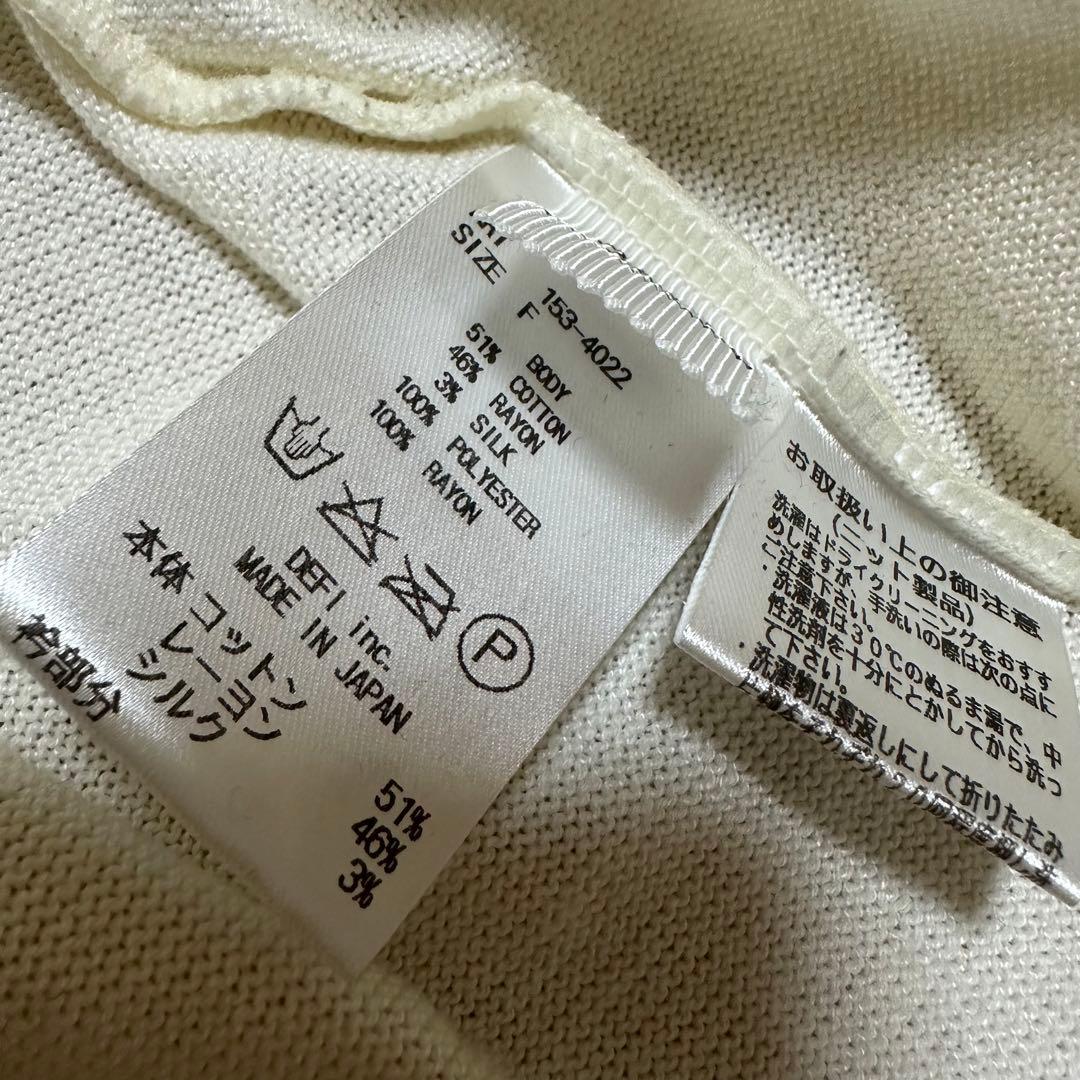 SIZE F
153-4022
BODY
51% COTTON
46% RAYON
3% SILK
100% POLYESTER
100% RAYON
P
DEFI inc.
MADE IN JAPAN
本体 コットン 51%
レーヨン 46%
シルク 3%
衿部分
お取扱い上の御注意
(ニット製品)
洗濯はドライクリーニングをおすす
めしますが、手洗いの際は次の点に
ご注意下さい。
・洗濯液は30℃のぬるま湯で、中
性洗剤を十分にとかしてから洗っ
て下さい。
・洗濯物は裏返しにして折りたたみ